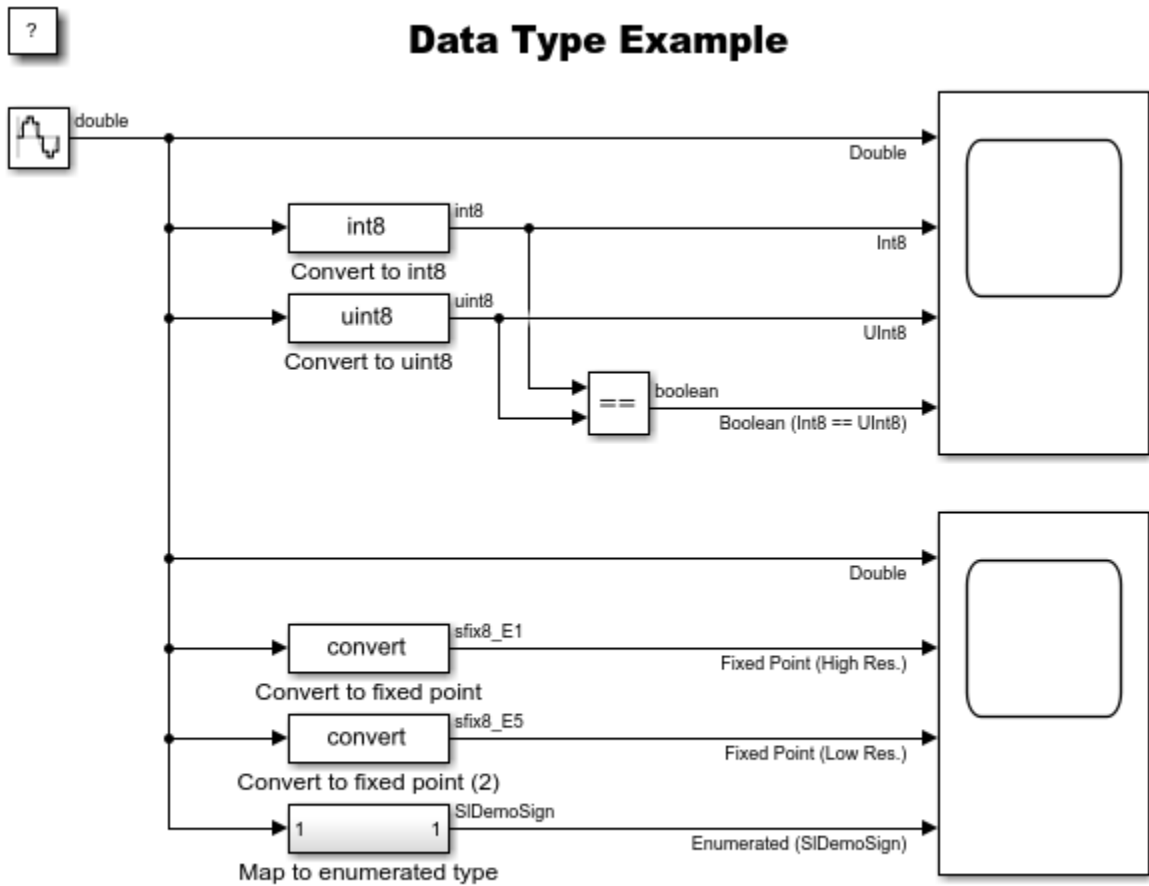 ?
Data Type Example
double
Double
int8
int8
Int8
Convert to int8
uint8
uint8
UInt8
Convert to uint8
==
boolean
Boolean (Int8 == UInt8)
Double
convert
sfix8_E1
Fixed Point (High Res.)
Convert to fixed point
convert
sfix8_E5
Fixed Point (Low Res.)
Convert to fixed point (2)
1 1
SlDemoSign
Enumerated (SlDemoSign)
Map to enumerated type